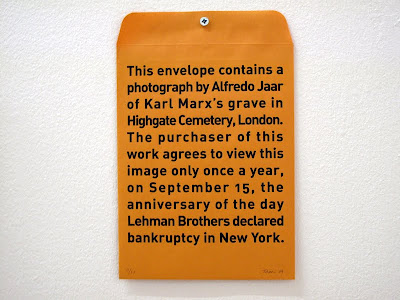 This envelope contains a
photograph by Alfredo Jaar
of Karl Marx's grave in
Highgate Cemetery, London.
The purchaser of this
work agrees to view this
image only once a year,
on September 15, the
anniversary of the day
Lehman Brothers declared
bankruptcy in New York.